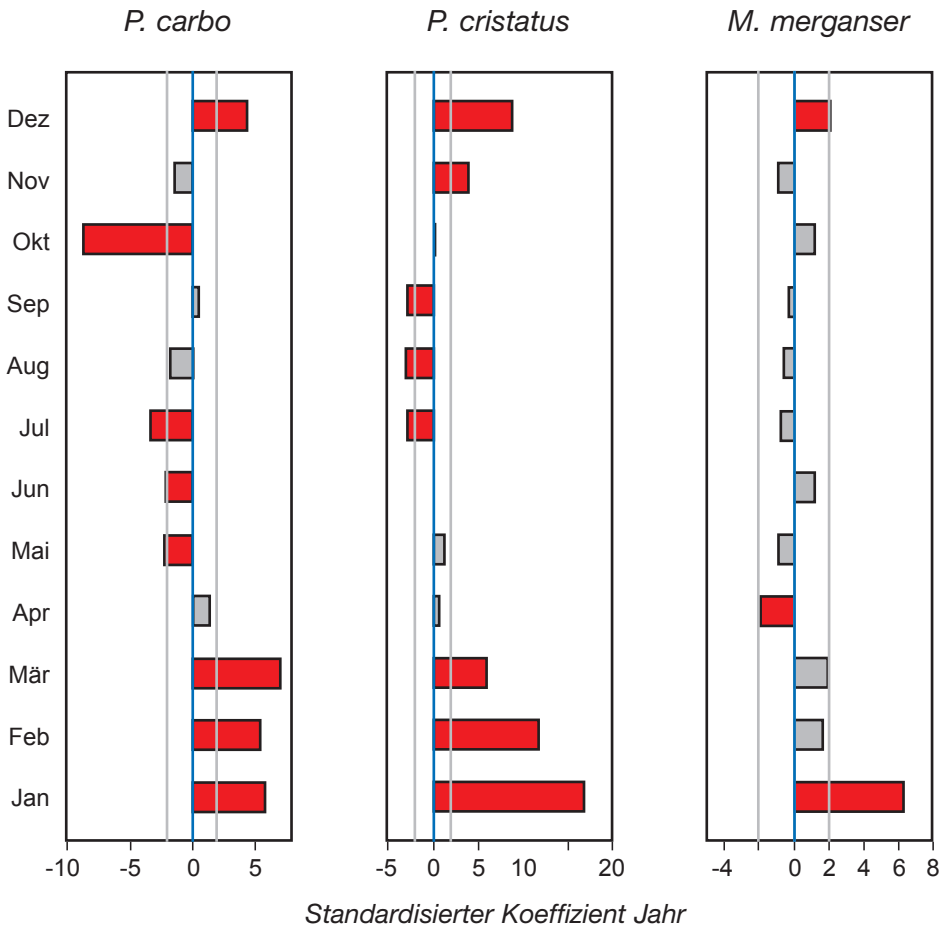 P. carbo P. cristatus M. merganser
Dez
Nov
Okt
Sep
Aug
Jul
Jun
Mai
Apr
Mär
Feb
Jan
-10 -5 0 5 -5 0 5 10 20 -4 0 2 4 6 8
Standardisierter Koeffizient Jahr